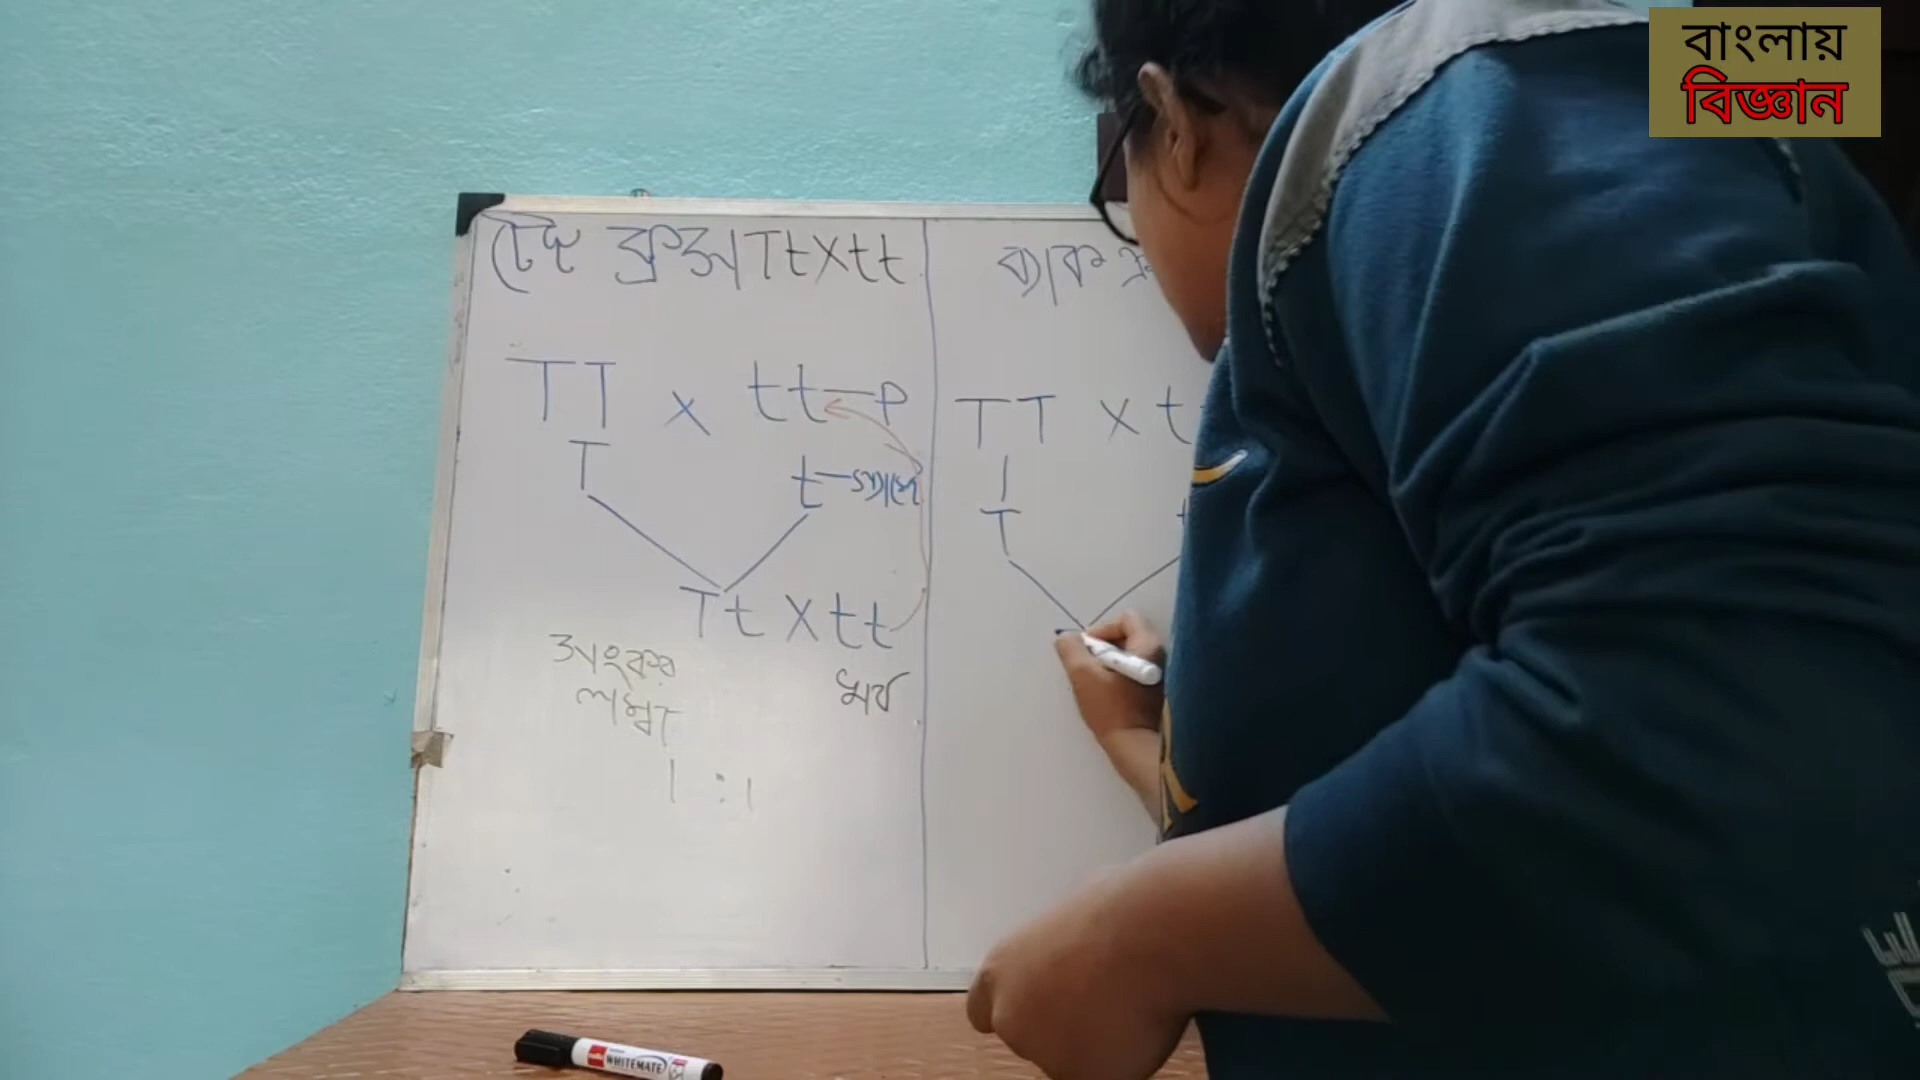 বাংলায়
বিজ্ঞান
টেস্ট ক্রস Tt X tt
TT X tt — P
T t — গ্যামেট
Tt X tt
সংকর
লম্বা
খর্ব
1 : 1
ব্যাক
TT X t
T
WHITEMATE